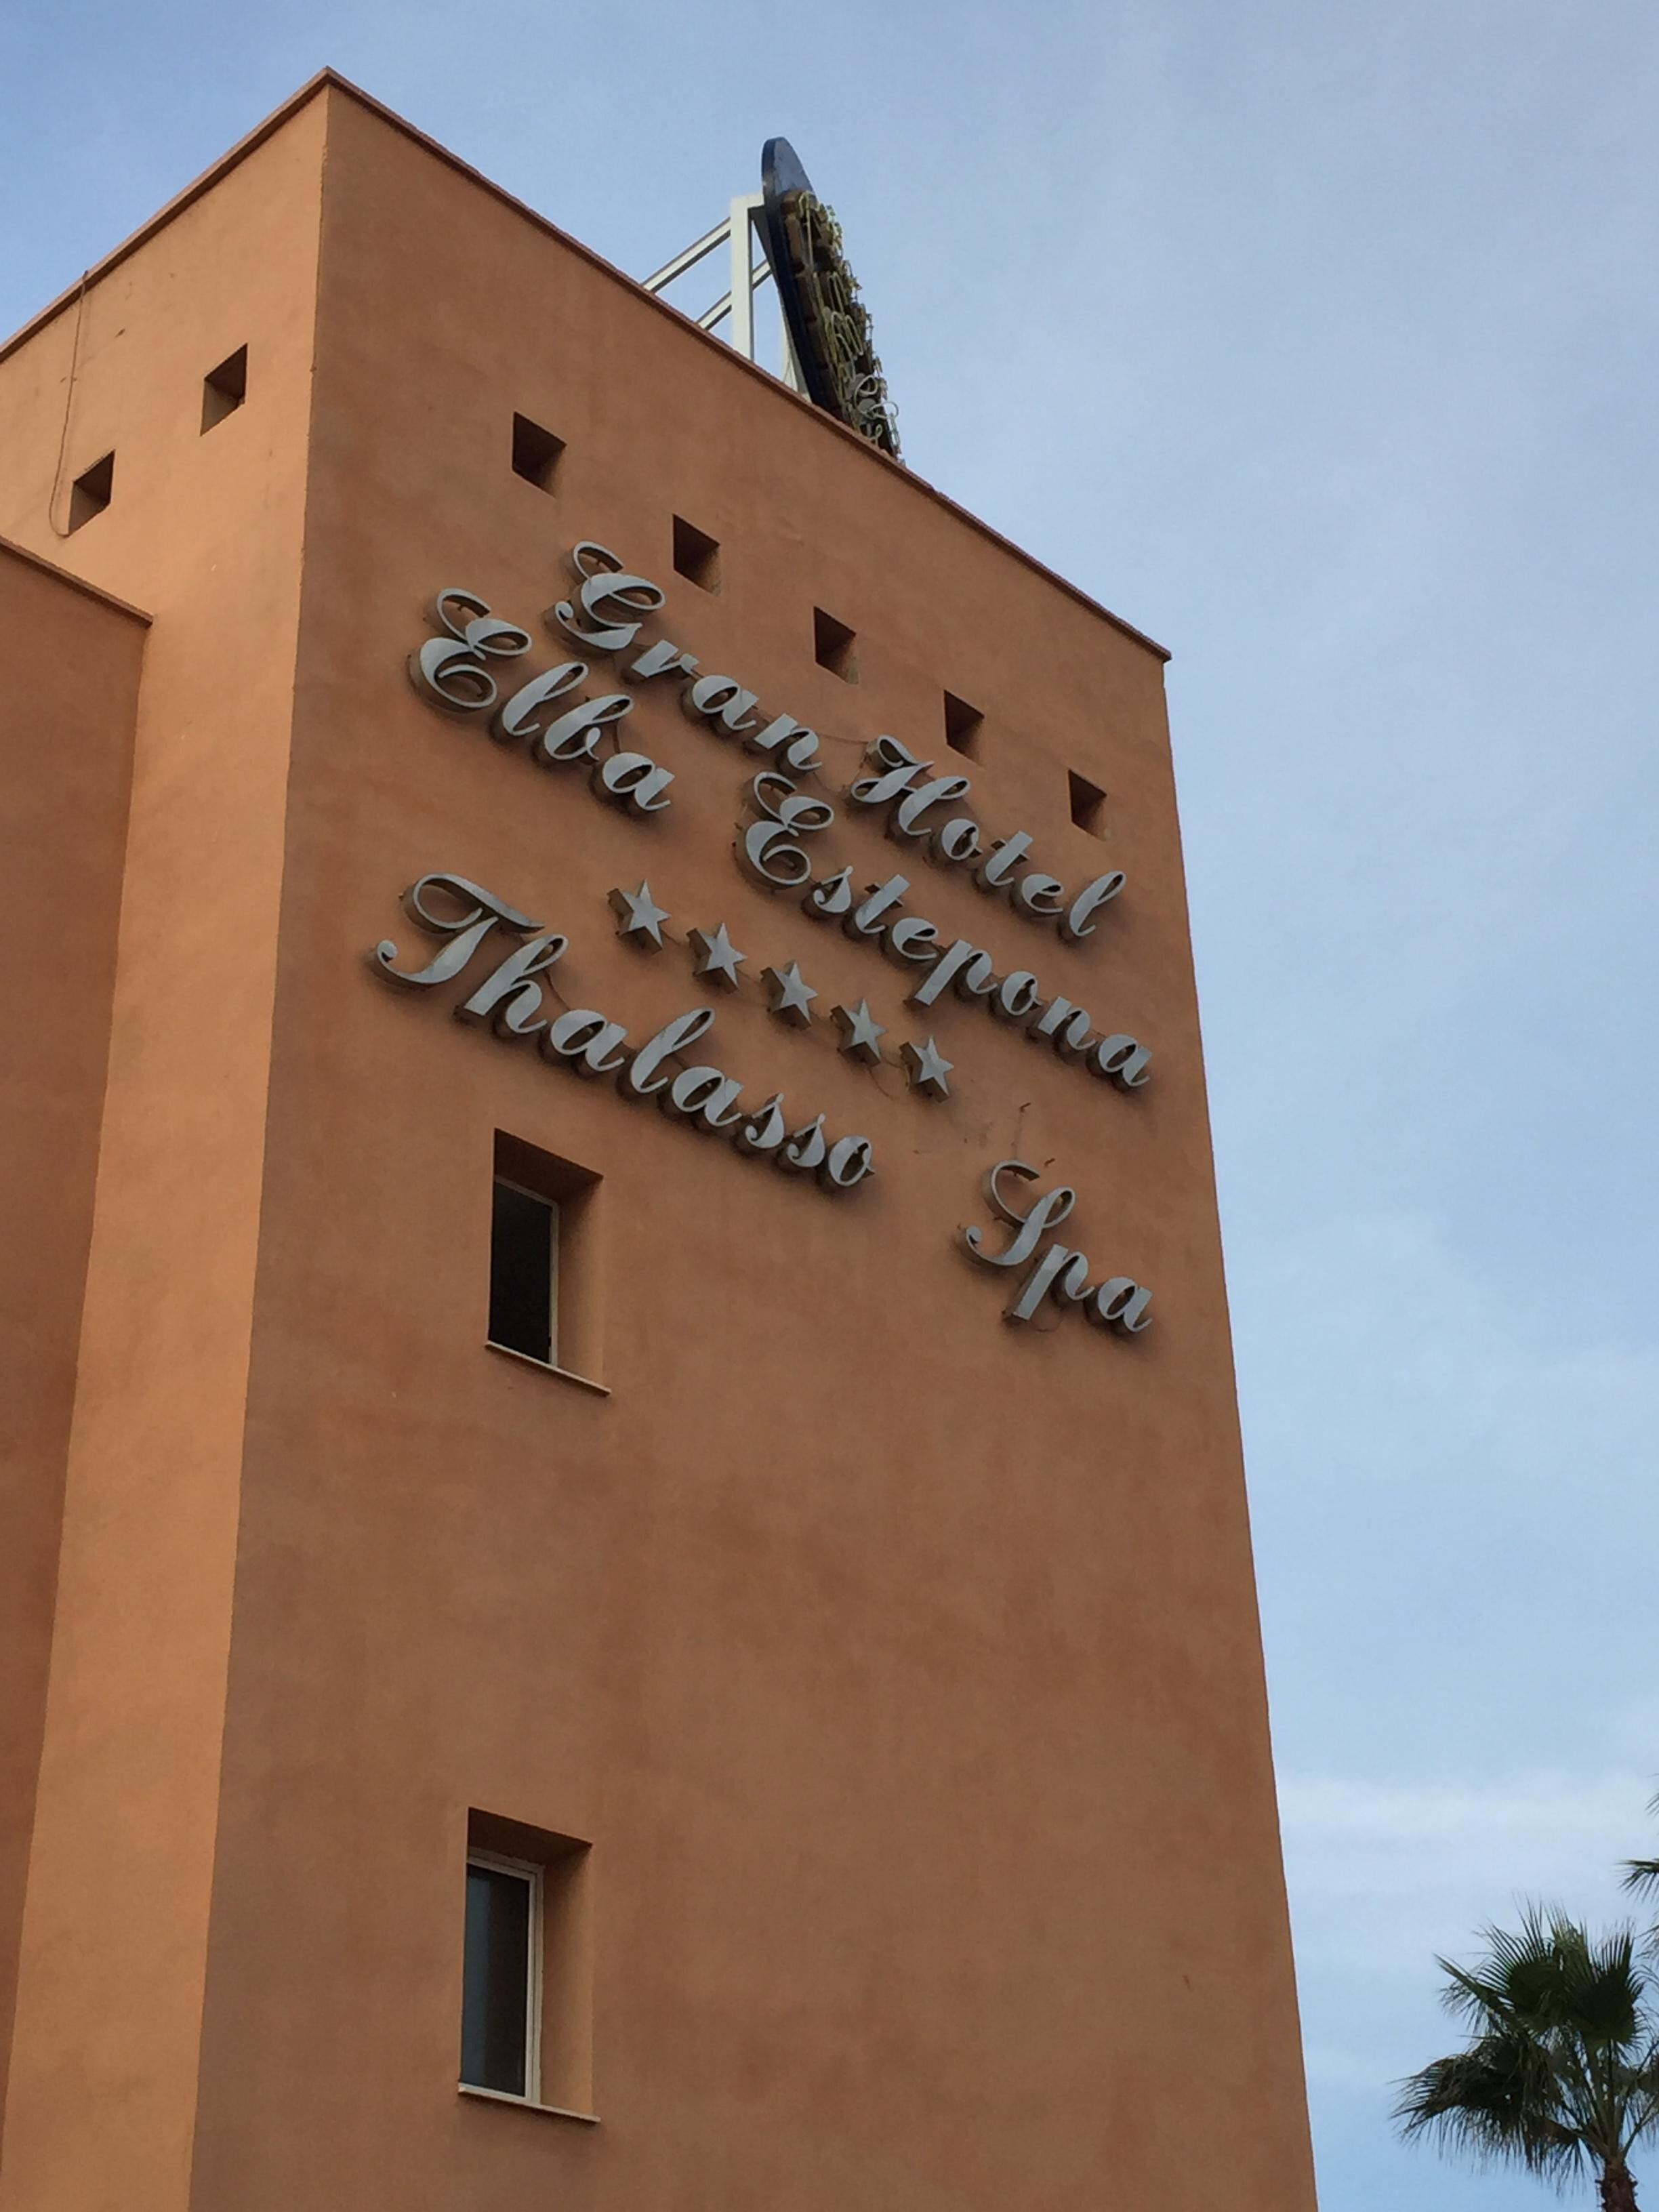 Gran Hotel
Elba Estepona
★★★★★
Thalasso Spa